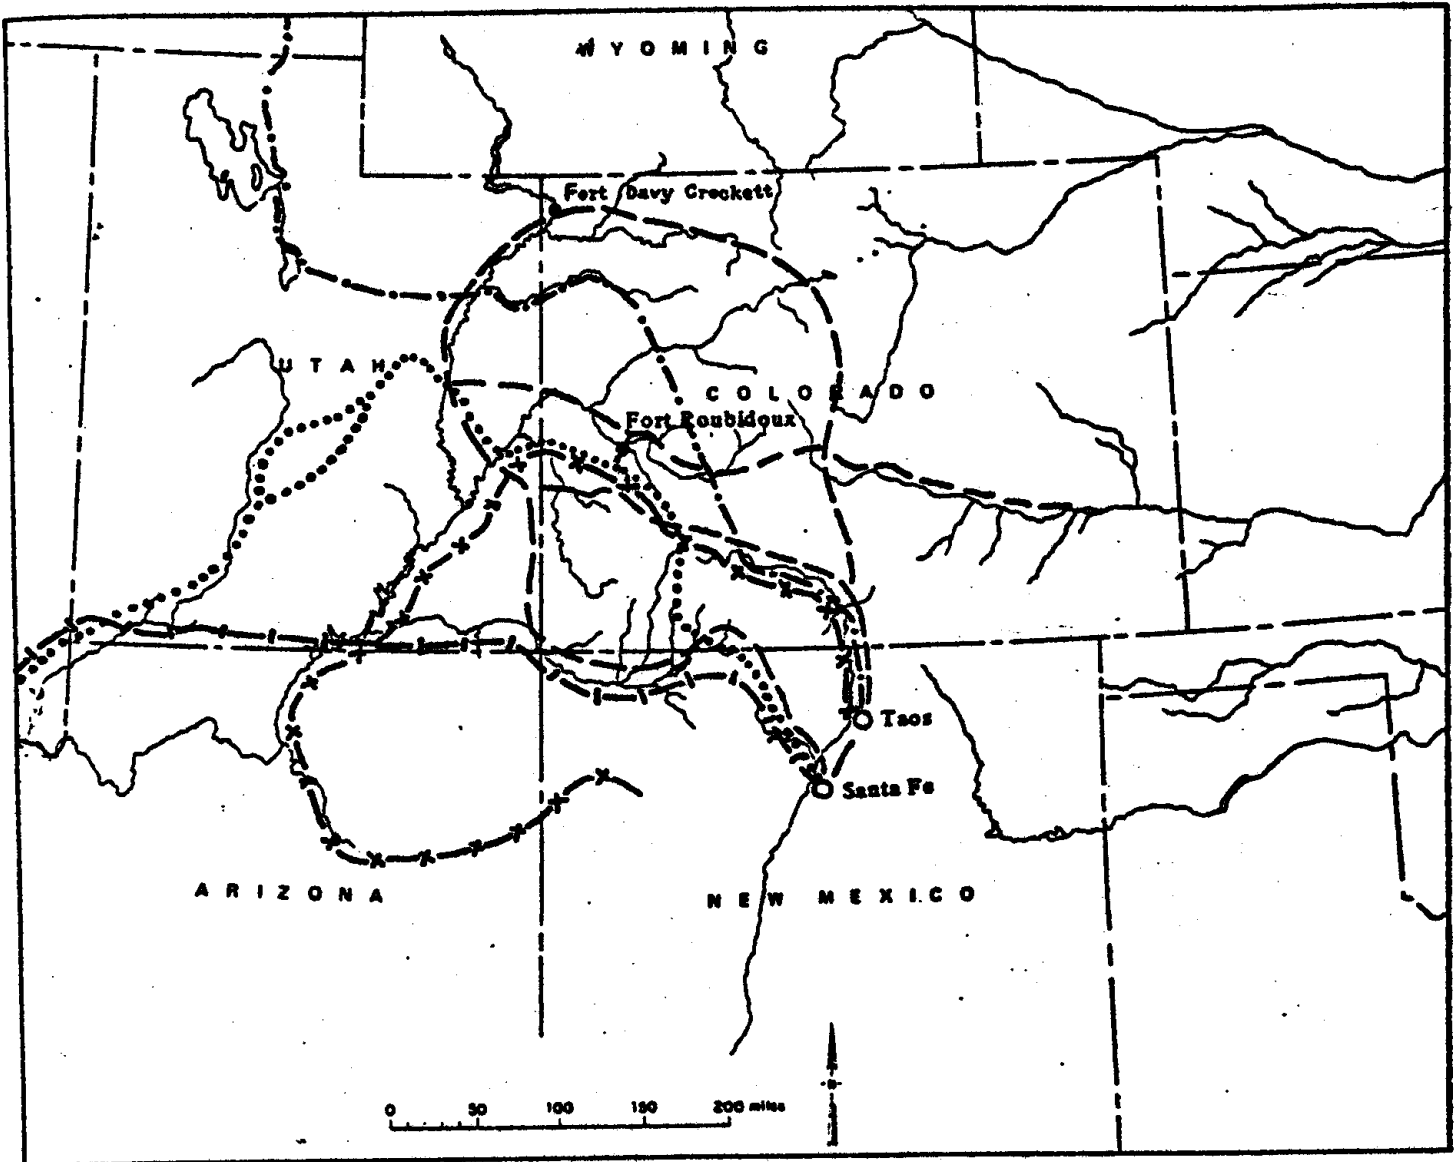 WYOMING
Fort Davy Crockett
UTAH
COLORADO
Fort Roubidoux
Taos
Santa Fe
ARIZONA
NEW MEXICO
0 50 100 150 200 miles